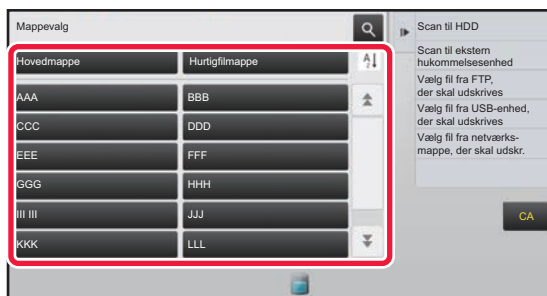 Mappevalg
Hovedmappe
Hurtigfilmappe
AAA
BBB
CCC
DDD
EEE
FFF
GGG
HHH
III III
JJJ
KKK
LLL
A
Z
Scan til HDD
Scan til ekstern
hukommelsesenhed
Vælg fil fra FTP,
der skal udskrives
Vælg fil fra USB-enhed,
der skal udskrives
Vælg fil fra netværks-
mappe, der skal udskr.
CA